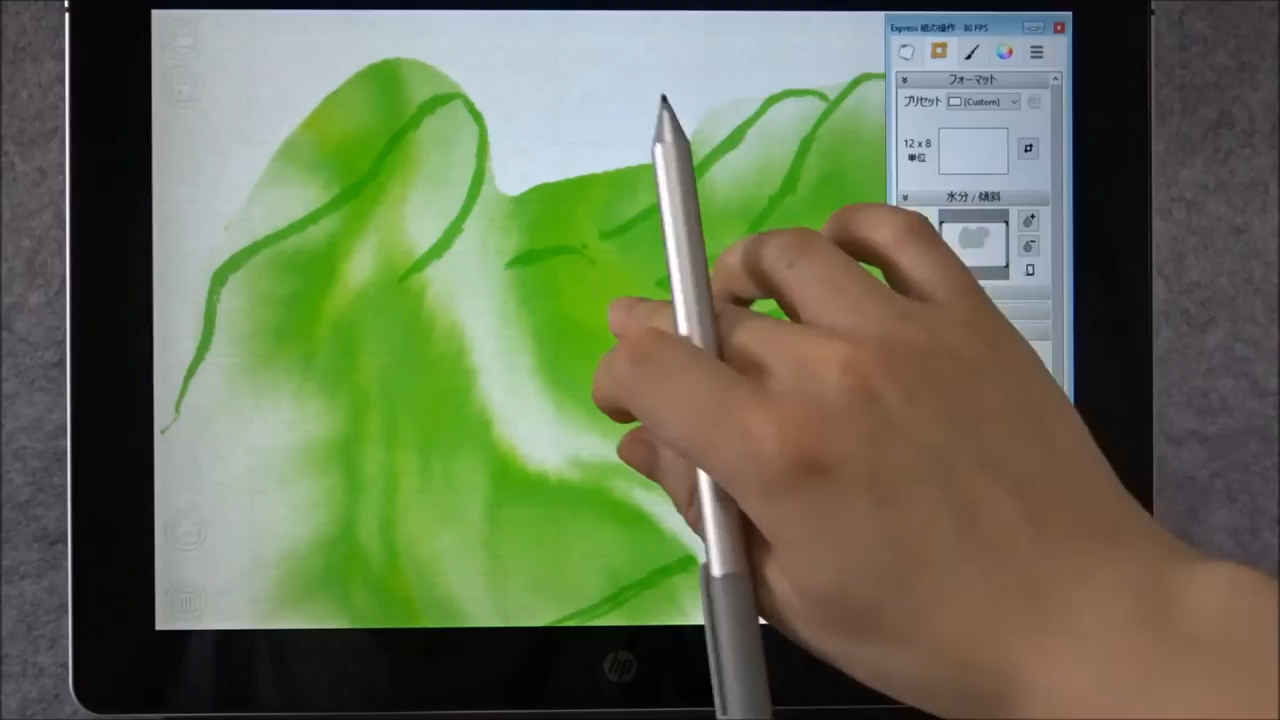 Expresii 紙の操作 - 80 FPS
フォーマット
プリセット [Custom]
12 x 8
単位
水分 / 傾斜
hp